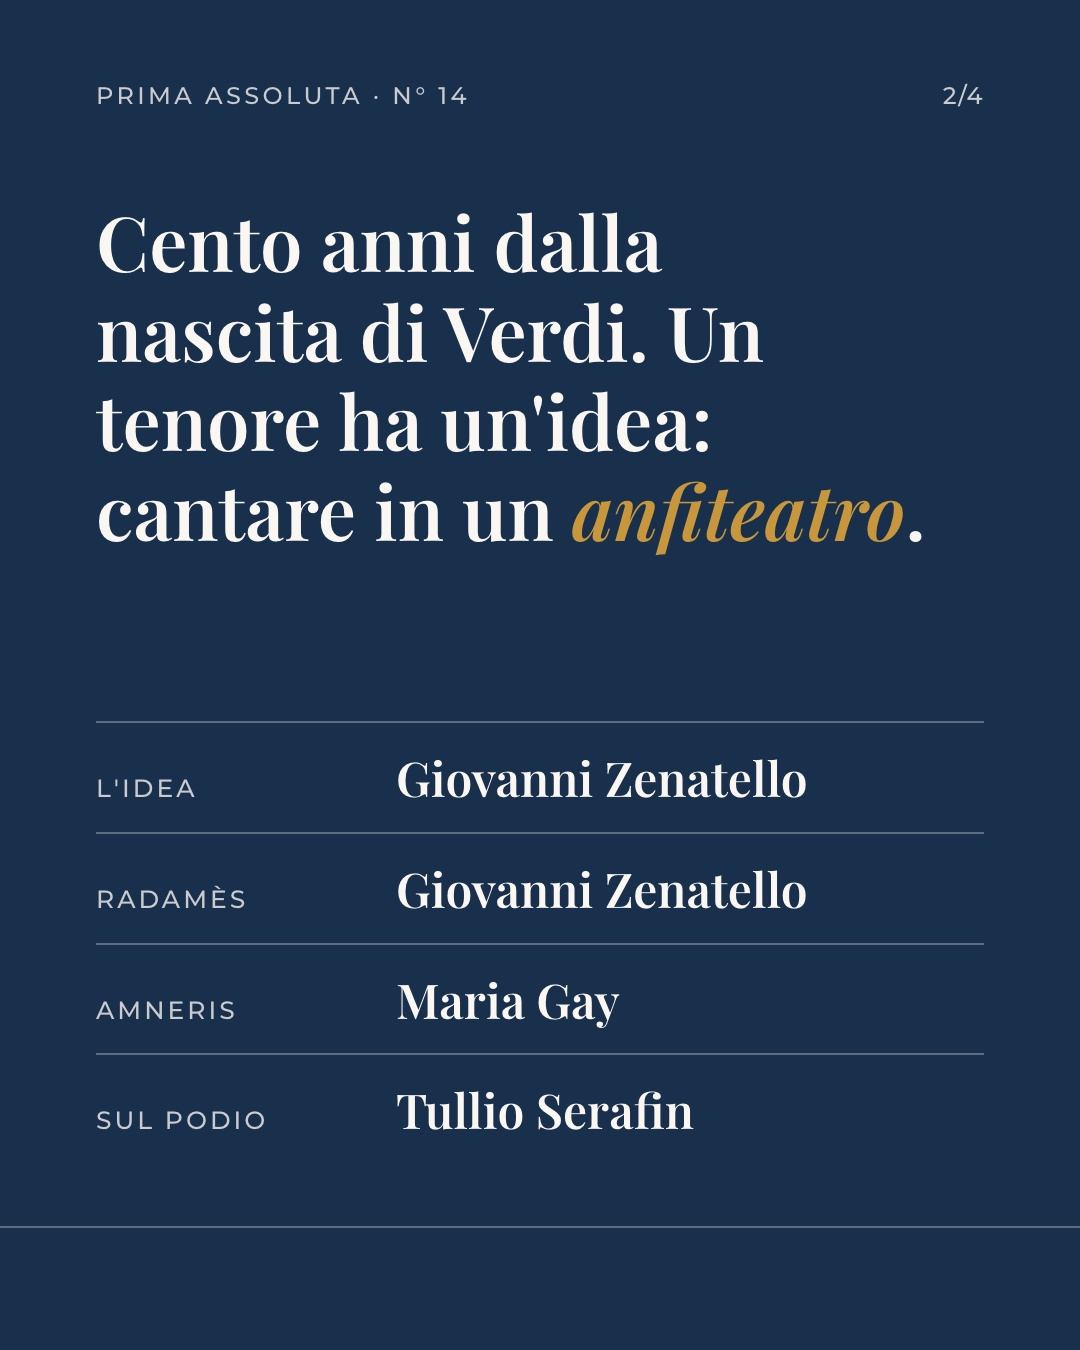 PRIMA ASSOLUTA · N° 14
2/4
Cento anni dalla
nascita di Verdi. Un
tenore ha un'idea:
cantare in un anfiteatro.
L'IDEA Giovanni Zenatello
RADAMÈS Giovanni Zenatello
AMNERIS Maria Gay
SUL PODIO Tullio Serafin